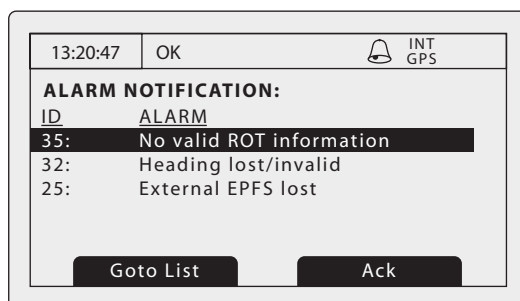 13:20:47 OK INT
GPS
ALARM NOTIFICATION:
ID ALARM
35: No valid ROT information
32: Heading lost/invalid
25: External EPFS lost
Goto List Ack